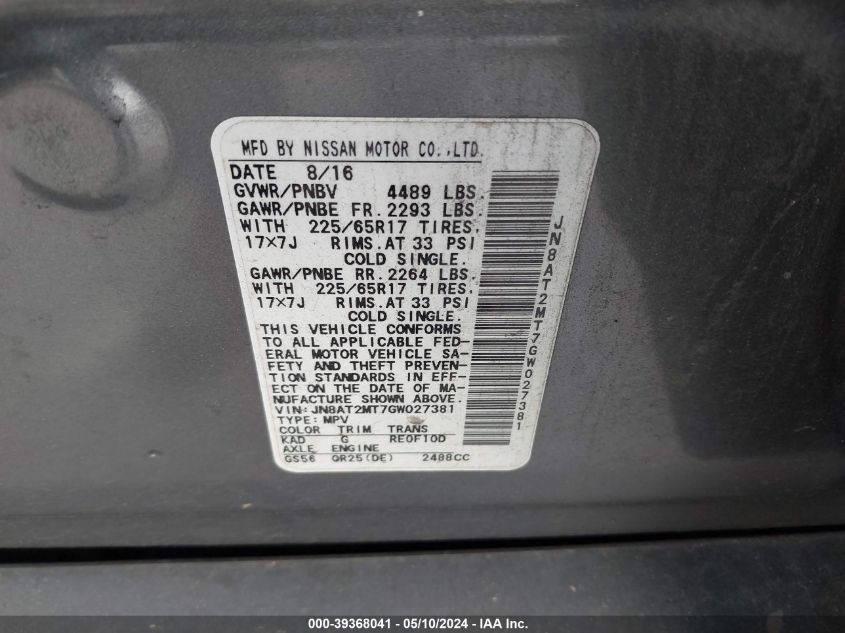 MFD BY NISSAN MOTOR CO.,LTD.
DATE 8/16
GVWR/PNBV 4489 LBS.
GAWR/PNBE FR. 2293 LBS.
WITH 225/65R17 TIRES.
17×7J RIMS.AT 33 PSI
COLD SINGLE.
GAWR/PNBE RR. 2264 LBS.
WITH 225/65R17 TIRES.
17×7J RIMS.AT 33 PSI
COLD SINGLE.
THIS VEHICLE CONFORMS
TO ALL APPLICABLE FED-
ERAL MOTOR VEHICLE SA-
FETY AND THEFT PREVEN-
TION STANDARDS IN EFF-
ECT ON THE DATE OF MA-
NUFACTURE SHOWN ABOVE.
VIN:JN8AT2MT7GW027381
TYPE:MPV
COLOR TRIM TRANS
KAD G RE0F10D
AXLE ENGINE
GS56 QR25(DE) 2488CC
JN8AT2MT7GW027381
000-39368041 - 05/10/2024 - IAA, Inc.